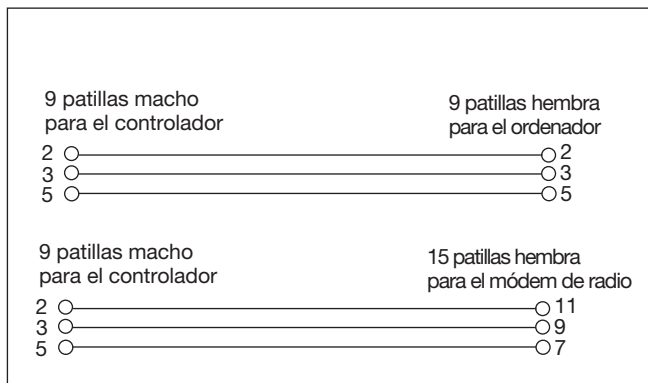 9 patillas macho
para el controlador
9 patillas hembra
para el ordenador
2 2
3 3
5 5
9 patillas macho
para el controlador
15 patillas hembra
para el módem de radio
2 11
3 9
5 7